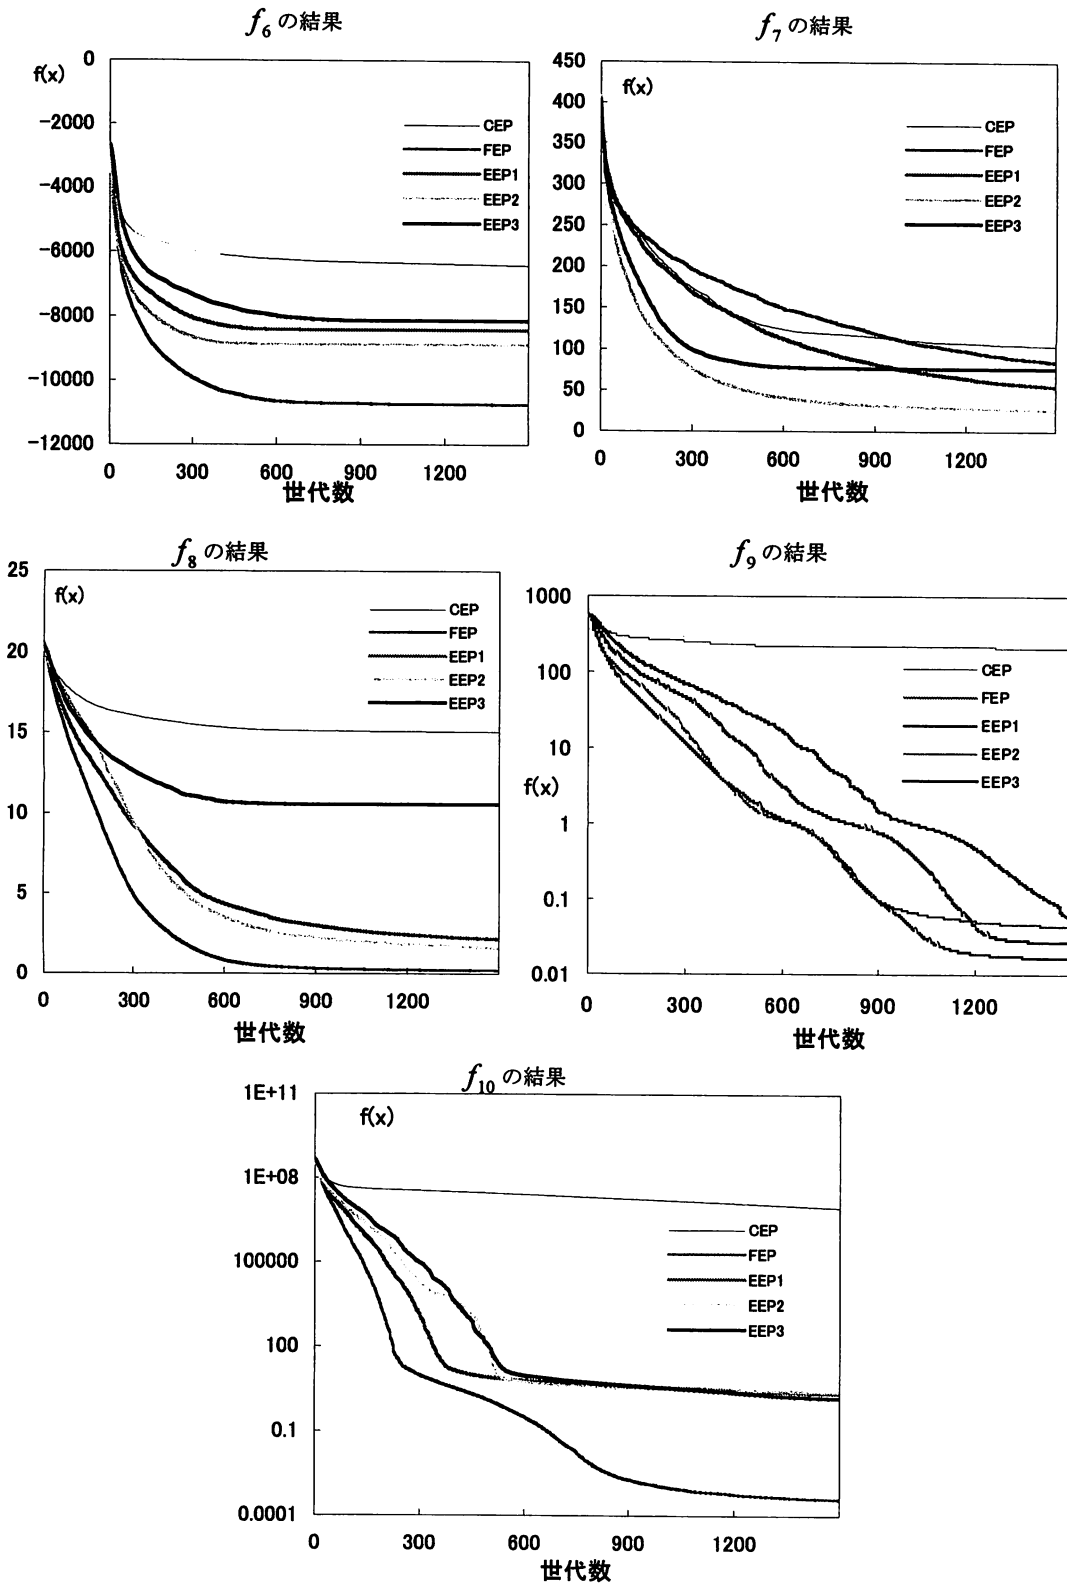 f6 の結果
f(x)
0
−2000
−4000
−6000
−8000
−10000
−12000
CEP
FEP
EEP1
EEP2
EEP3
0 300 600 900 1200
世代数
f7 の結果
f(x)
450
400
350
300
250
200
150
100
50
0
CEP
FEP
EEP1
EEP2
EEP3
0 300 600 900 1200
世代数
f8 の結果
f(x)
25
20
15
10
5
0
CEP
FEP
EEP1
EEP2
EEP3
0 300 600 900 1200
世代数
f9 の結果
1000
100
10
f(x)
1
0.1
0.01
CEP
FEP
EEP1
EEP2
EEP3
0 300 600 900 1200
世代数
f10 の結果
f(x)
1E+11
1E+08
100000
100
0.1
0.0001
CEP
FEP
EEP1
EEP2
EEP3
0 300 600 900 1200
世代数